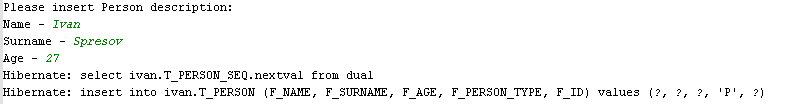 Please insert Person description:
Name - Ivan
Surname - Spresov
Age - 27
Hibernate: select ivan.T_PERSON_SEQ.nextval from dual
Hibernate: insert into ivan.T_PERSON (F_NAME, F_SURNAME, F_AGE, F_PERSON_TYPE, F_ID) values (?, ?, ?, 'P', ?)